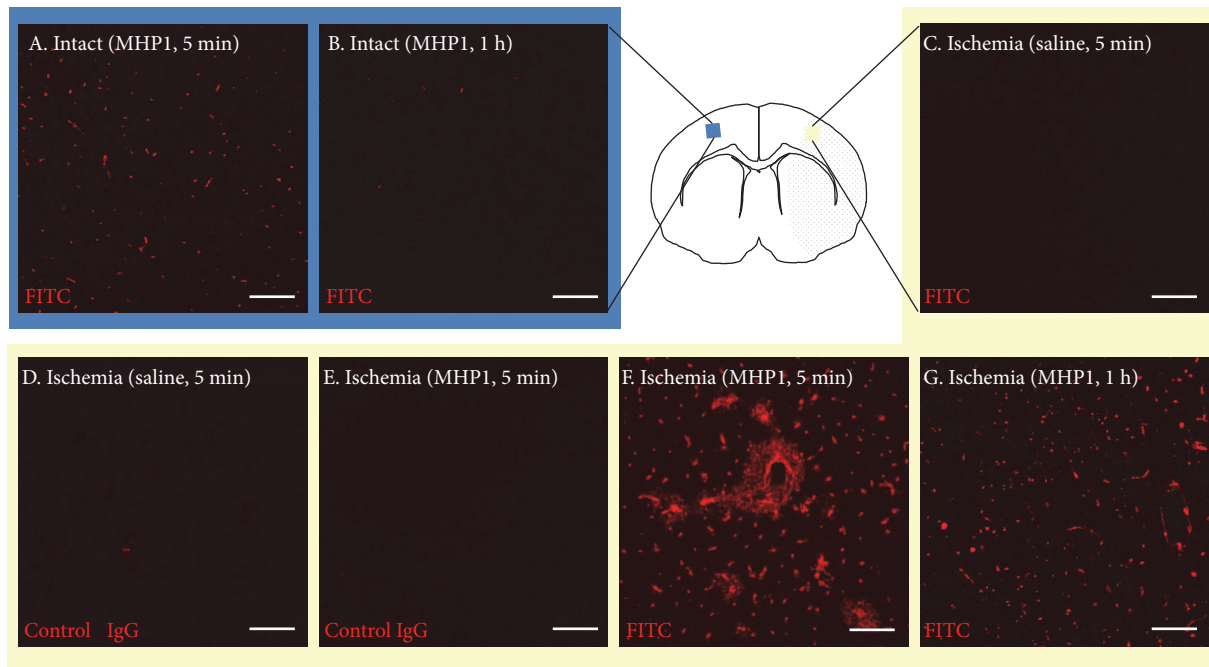 A. Intact (MHP1, 5 min)
FITC
B. Intact (MHP1, 1 h)
FITC
C. Ischemia (saline, 5 min)
FITC
D. Ischemia (saline, 5 min)
Control IgG
E. Ischemia (MHP1, 5 min)
Control IgG
F. Ischemia (MHP1, 5 min)
FITC
G. Ischemia (MHP1, 1 h)
FITC